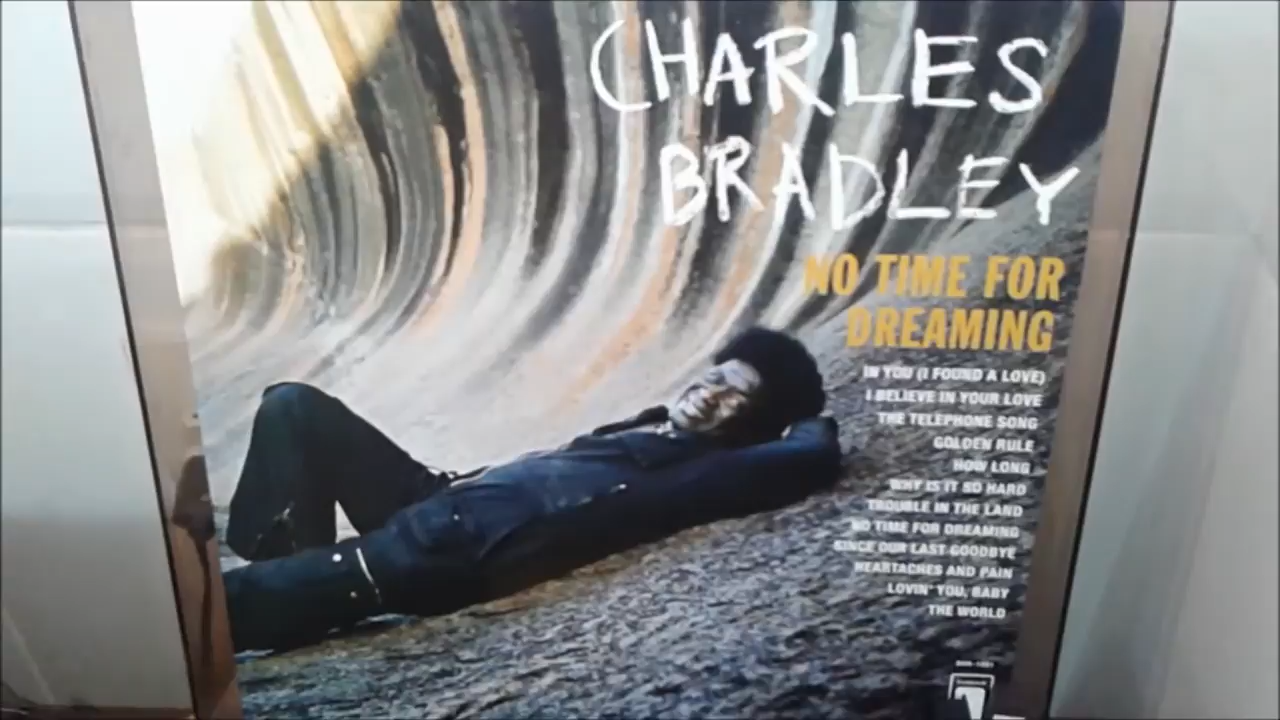 CHARLES
BRADLEY
NO TIME FOR
DREAMING
IN YOU (I FOUND A LOVE)
I BELIEVE IN YOUR LOVE
THE TELEPHONE SONG
GOLDEN RULE
HOW LONG
WHY IS IT SO HARD
TROUBLE IN THE LAND
NO TIME FOR DREAMING
SINCE OUR LAST GOODBYE
HEARTACHES AND PAIN
LOVIN' YOU, BABY
THE WORLD